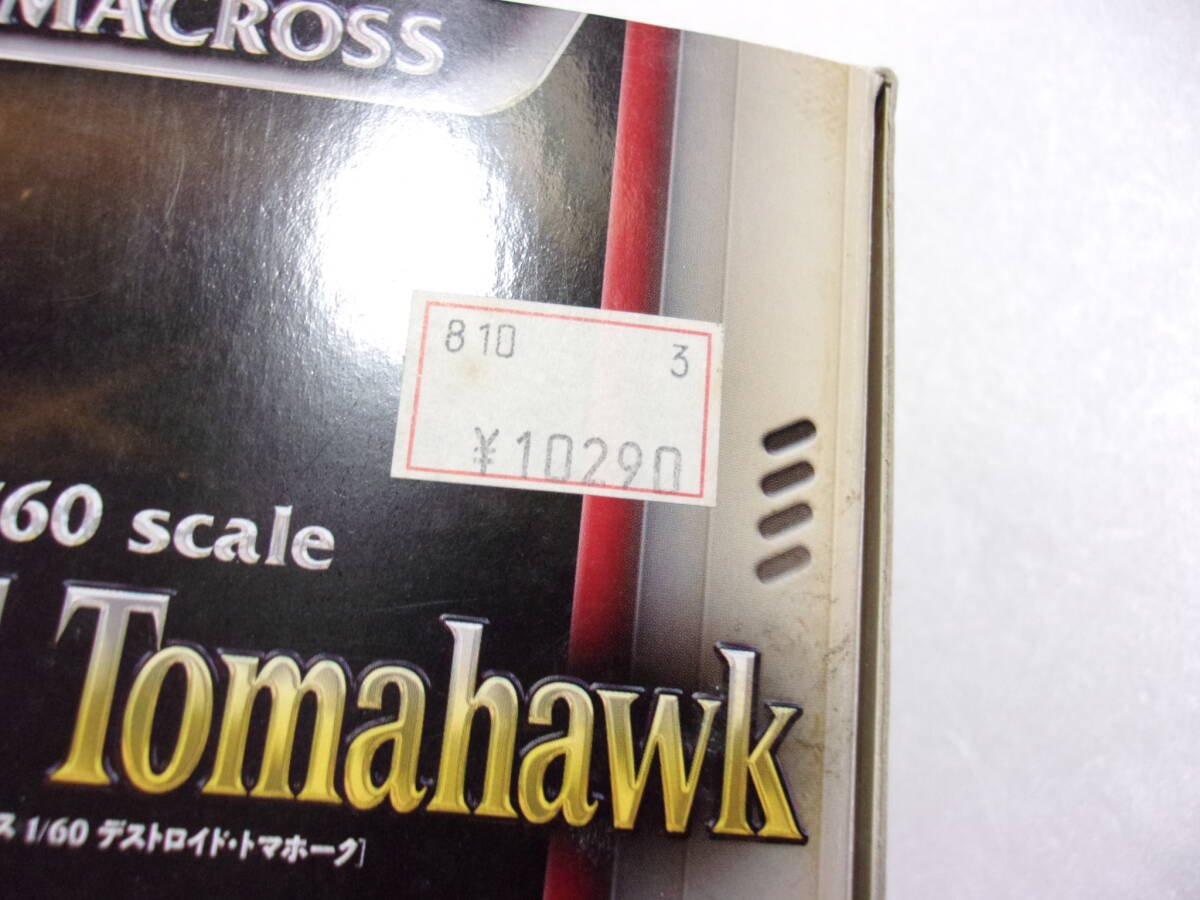 MACROSS
810 3
¥10290
/60 scale
Tomahawk
ス 1/60 デストロイド・トマホーク]